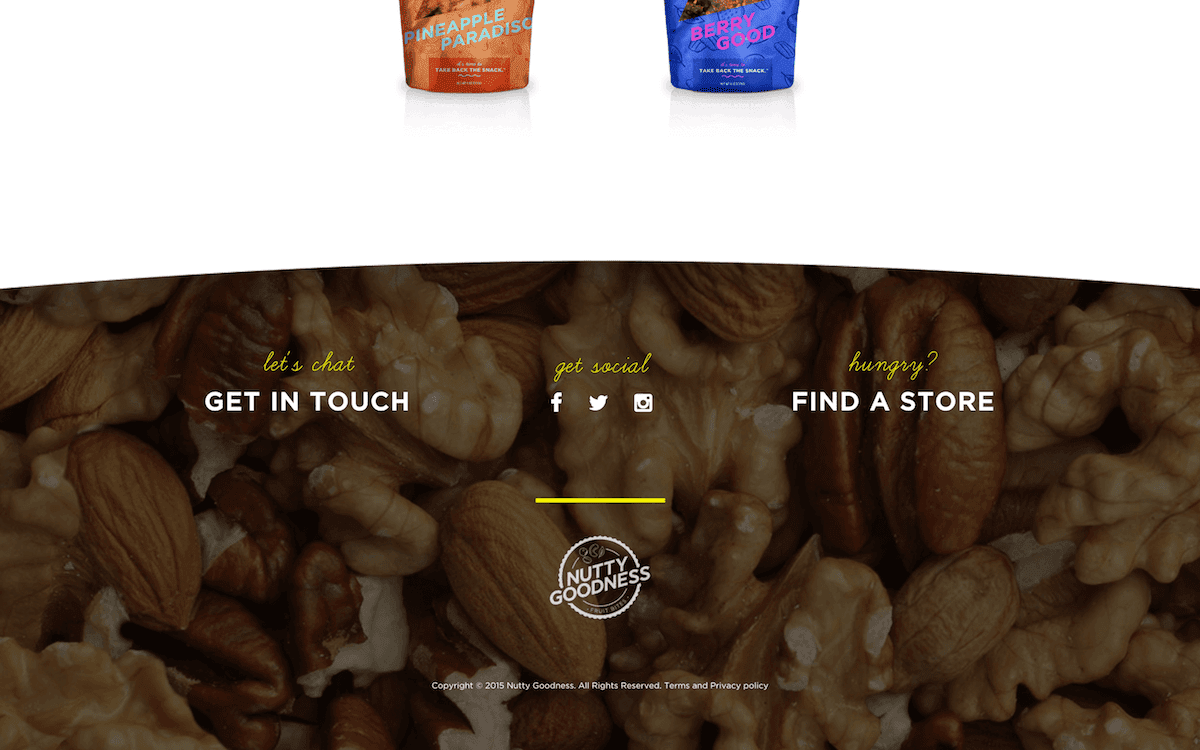 PINEAPPLE
PARADISO
it's time to
TAKE BACK THE SNACK.
BERRY
GOOD
it's time to
TAKE BACK THE SNACK.
let's chat
GET IN TOUCH
get social
hungry?
FIND A STORE
NUTTY
GOODNESS
FRUIT BITES
Copyright © 2015 Nutty Goodness. All Rights Reserved. Terms and Privacy policy